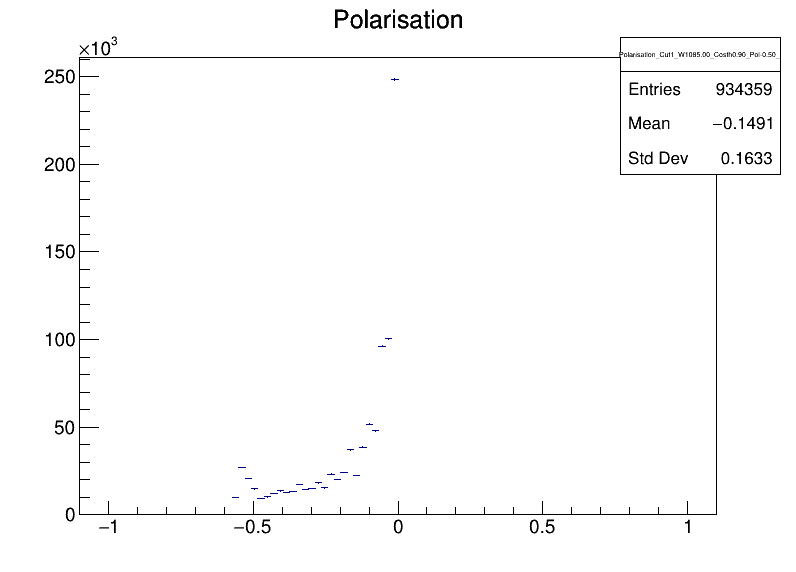 Polarisation
×10³
Polarisation_Cut1_W1085.00_Costh0.90_Pol-0.50_
Entries 934359
Mean −0.1491
Std Dev 0.1633
250
200
150
100
50
0
−1 −0.5 0 0.5 1